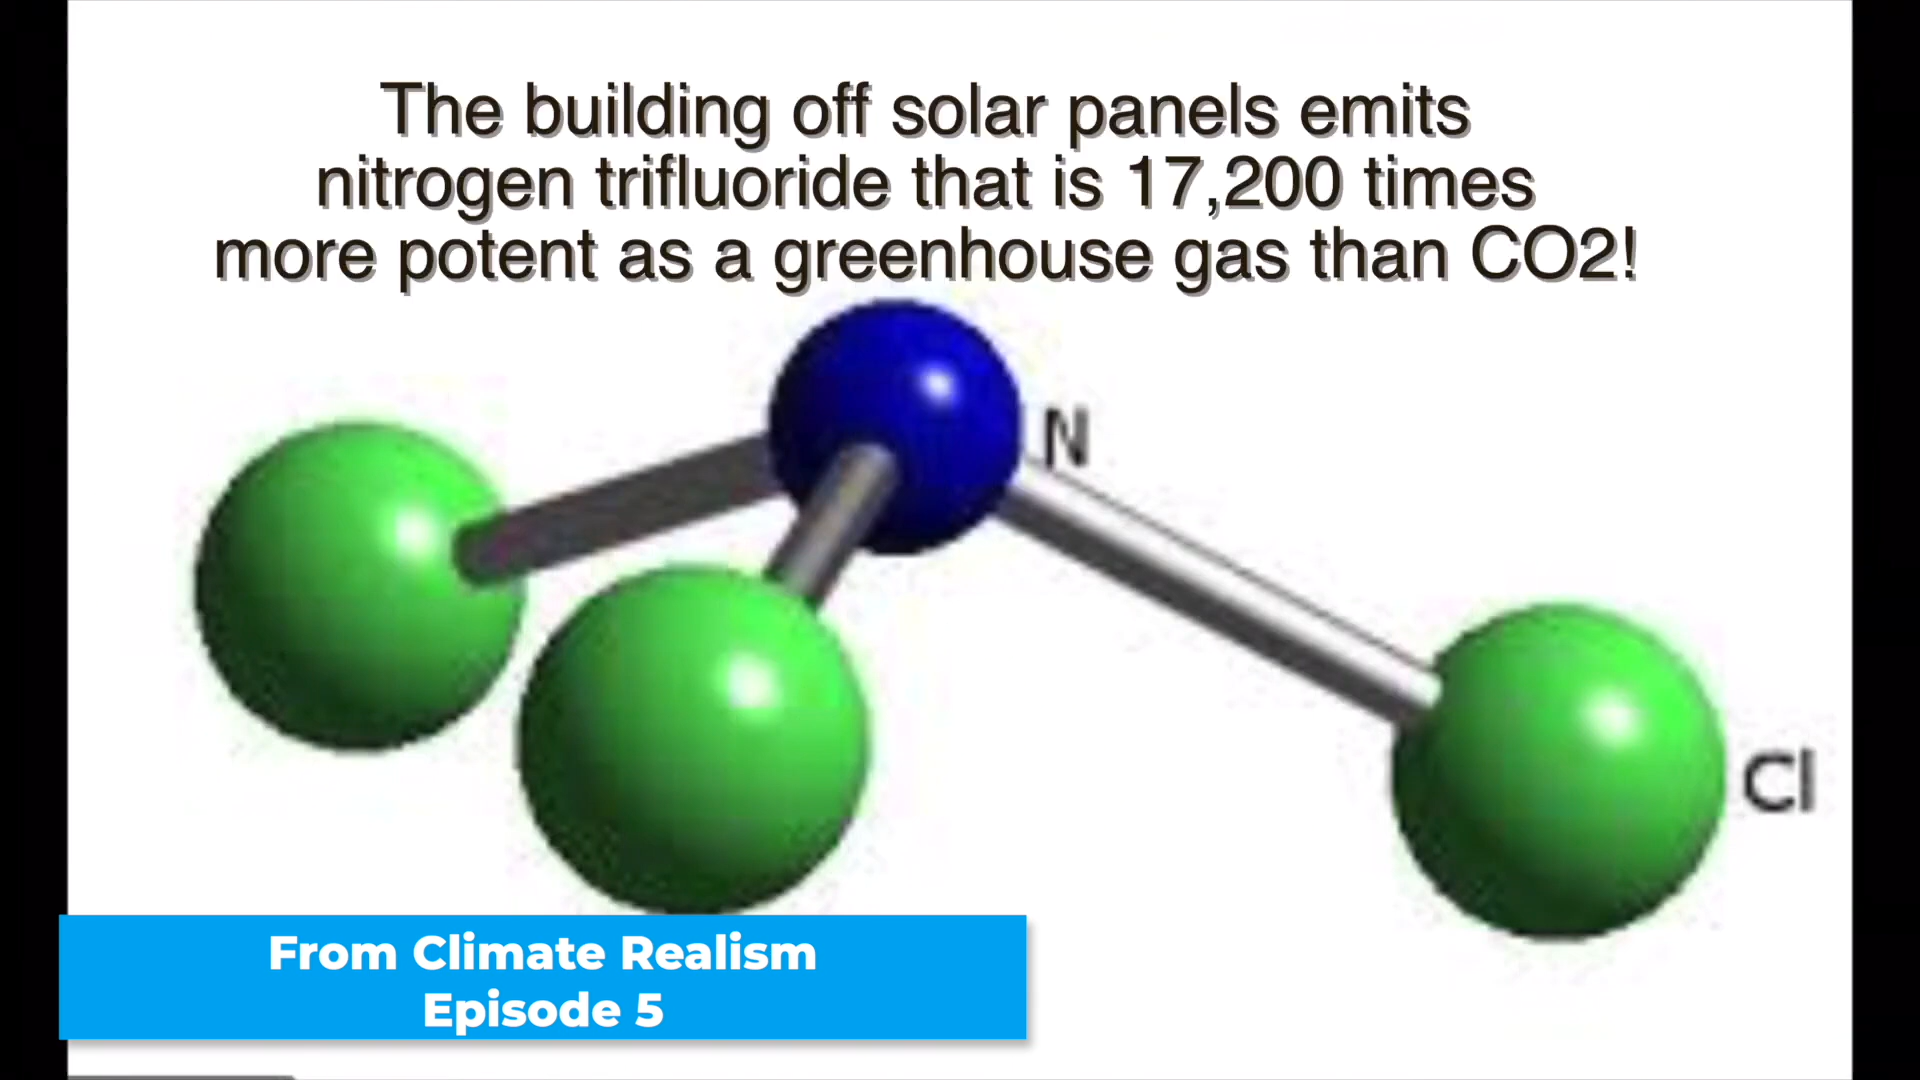 The building off solar panels emits
nitrogen trifluoride that is 17,200 times
more potent as a greenhouse gas than CO2!
N
Cl
From Climate Realism
Episode 5